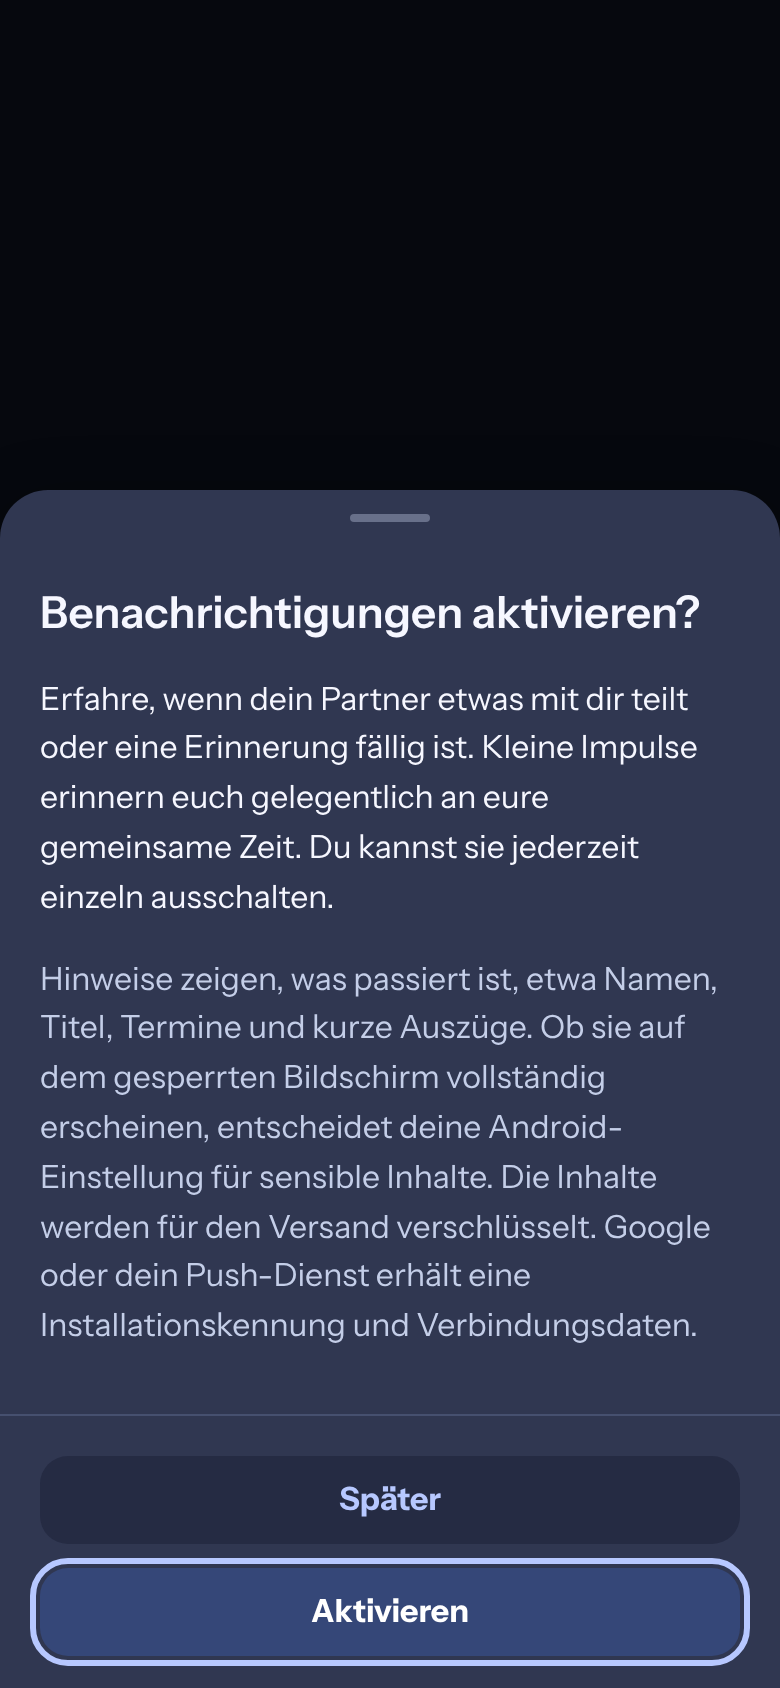 Benachrichtigungen aktivieren?
Erfahre, wenn dein Partner etwas mit dir teilt
oder eine Erinnerung fällig ist. Kleine Impulse
erinnern euch gelegentlich an eure
gemeinsame Zeit. Du kannst sie jederzeit
einzeln ausschalten.
Hinweise zeigen, was passiert ist, etwa Namen,
Titel, Termine und kurze Auszüge. Ob sie auf
dem gesperrten Bildschirm vollständig
erscheinen, entscheidet deine Android-
Einstellung für sensible Inhalte. Die Inhalte
werden für den Versand verschlüsselt. Google
oder dein Push-Dienst erhält eine
Installationskennung und Verbindungsdaten.
Später
Aktivieren